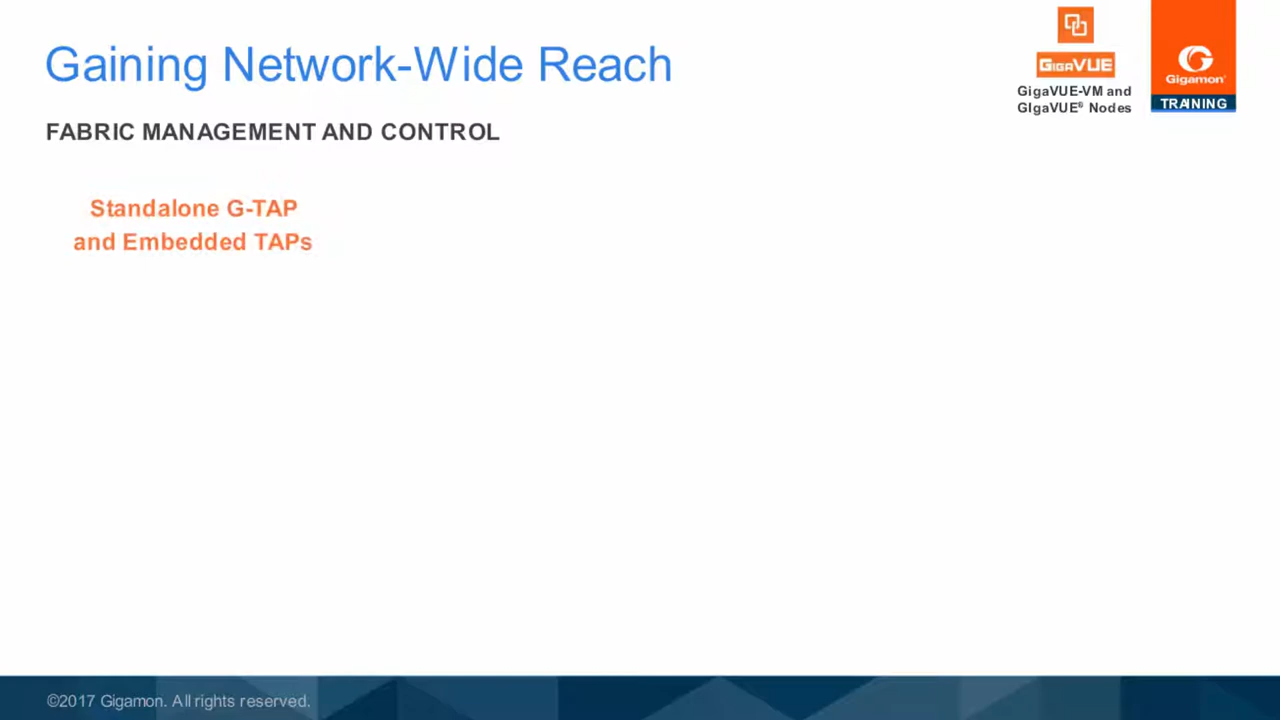 Gaining Network-Wide Reach
FABRIC MANAGEMENT AND CONTROL
GigaVUE
GigaVUE-VM and
GIgaVUE® Nodes
Gigamon®
TRAINING
Standalone G-TAP
and Embedded TAPs
©2017 Gigamon. All rights reserved.